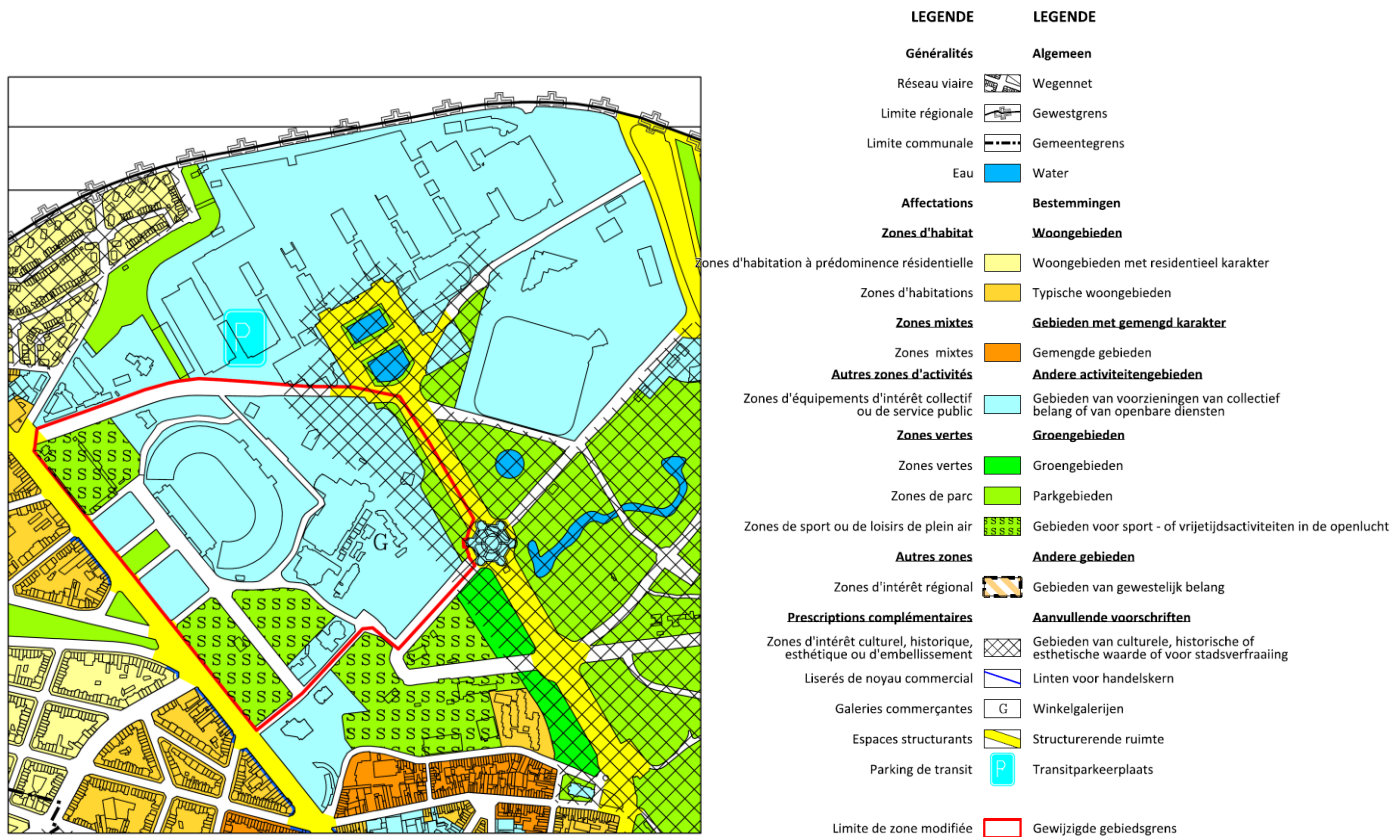 LEGENDE LEGENDE
Généralités Algemeen
Réseau viaire Wegennet
Limite régionale Gewestgrens
Limite communale Gemeentegrens
Eau Water
Affectations Bestemmingen
Zones d'habitat Woongebieden
Zones d'habitation à prédominence résidentielle Woongebieden met residentieel karakter
Zones d'habitations Typische woongebieden
Zones mixtes Gebieden met gemengd karakter
Zones mixtes Gemengde gebieden
Autres zones d'activités Andere activiteitengebieden
Zones d'équipements d'intérêt collectif Gebieden van voorzieningen van collectief
ou de service public belang of van openbare diensten
Zones vertes Groengebieden
Zones vertes Groengebieden
Zones de parc Parkgebieden
Zones de sport ou de loisirs de plein air Gebieden voor sport - of vrijetijdsactiviteiten in de openlucht
Autres zones Andere gebieden
Zones d'intérêt régional Gebieden van gewestelijk belang
Prescriptions complémentaires Aanvullende voorschriften
Zones d'intérêt culturel, historique, Gebieden van culturele, historische of
esthétique ou d'embellissement esthetische waarde of voor stadsverfraaiing
Liserés de noyau commercial Linten voor handelskern
Galeries commerçantes G Winkelgalerijen
Espaces structurants Structurerende ruimte
Parking de transit P Transitparkeerplaats
Limite de zone modifiée Gewijzigde gebiedsgrens
P
G